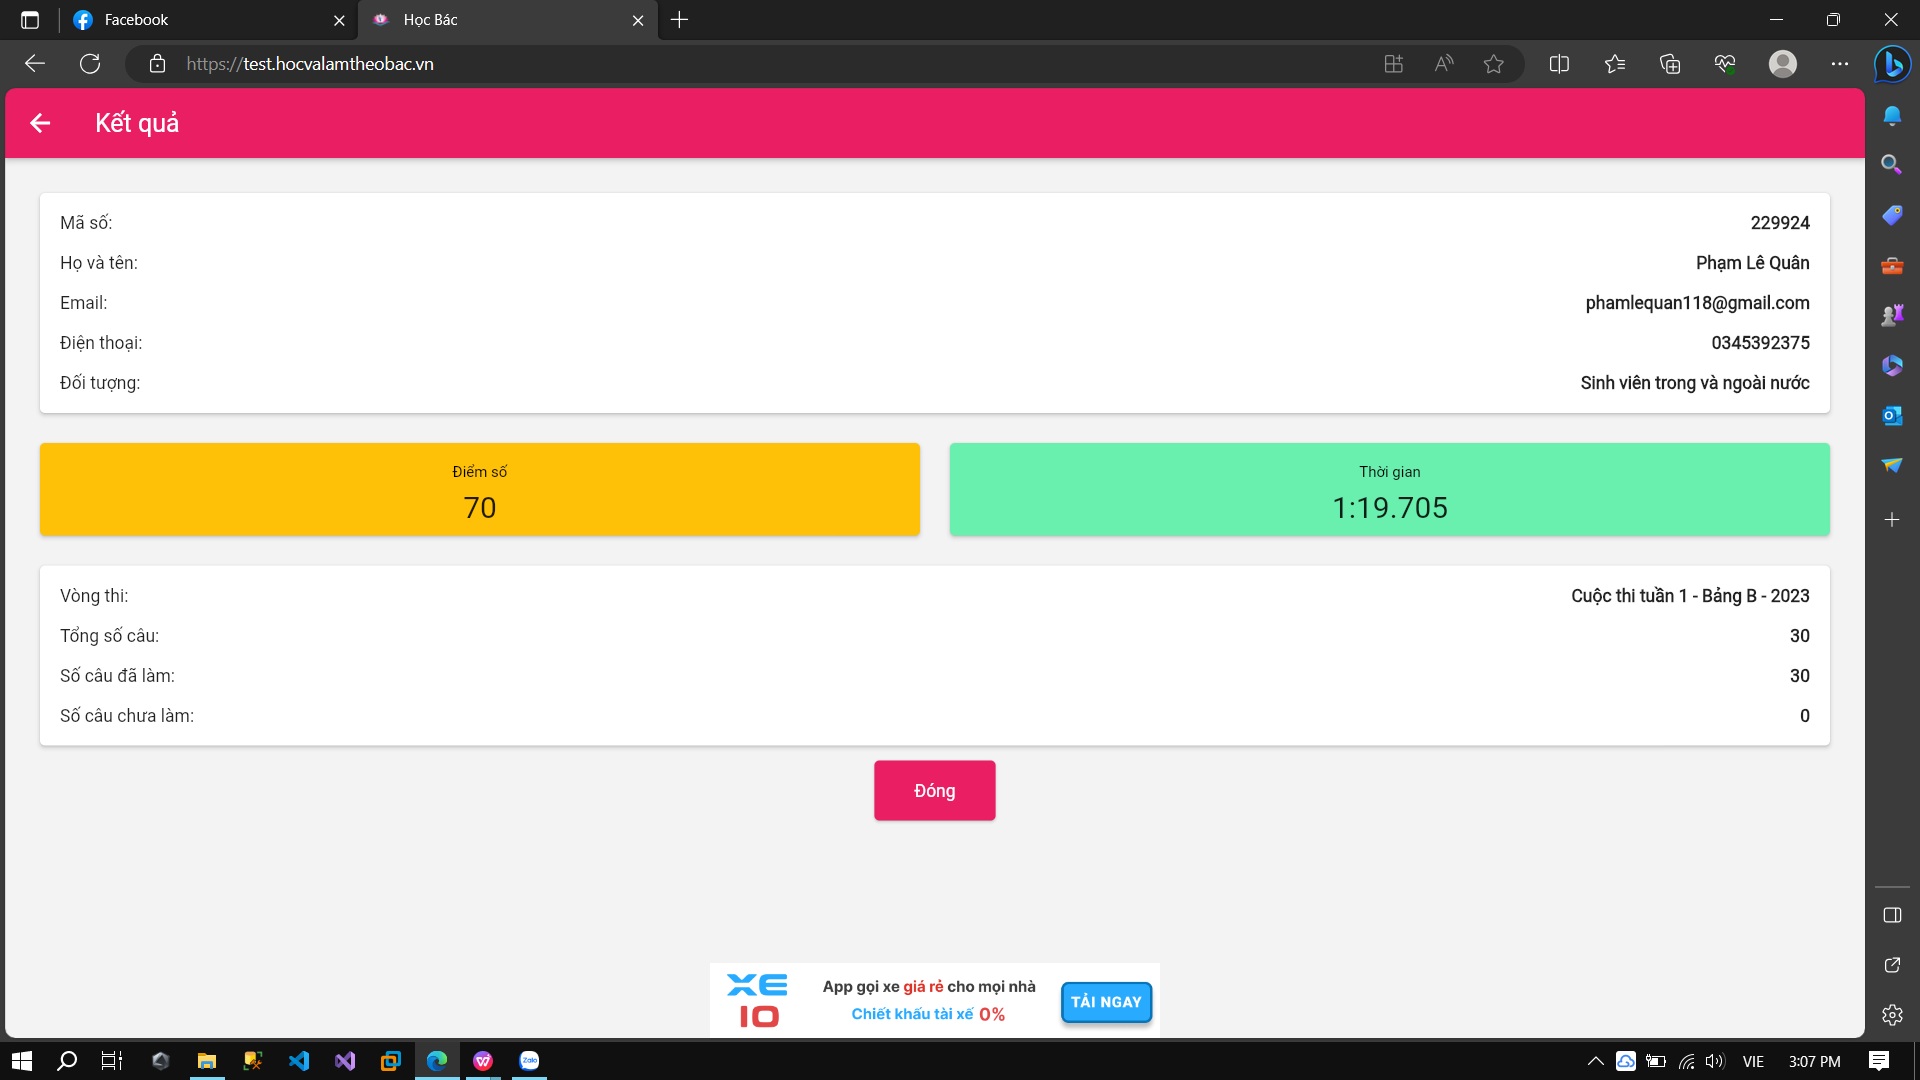 Facebook
Học Bác
https://test.hocvalamtheobac.vn
Kết quả
Mã số: 229924
Họ và tên: Phạm Lê Quân
Email: phamlequan118@gmail.com
Điện thoại: 0345392375
Đối tượng: Sinh viên trong và ngoài nước
Điểm số
70
Thời gian
1:19.705
Vòng thi: Cuộc thi tuần 1 - Bảng B - 2023
Tổng số câu: 30
Số câu đã làm: 30
Số câu chưa làm: 0
Đóng
XE
IO
App gọi xe giá rẻ cho mọi nhà
Chiết khấu tài xế 0%
TẢI NGAY
Zalo
VIE
3:07 PM